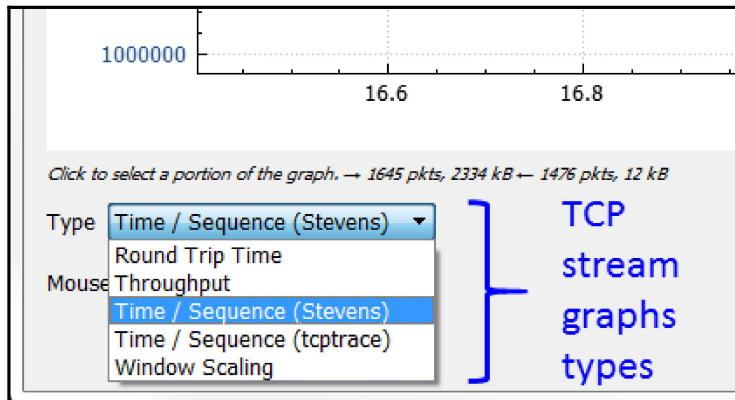 1000000
16.6 16.8
Click to select a portion of the graph. → 1645 pkts, 2334 kB ← 1476 pkts, 12 kB
Type Time / Sequence (Stevens)
Round Trip Time
Mouse Throughput
Time / Sequence (Stevens)
Time / Sequence (tcptrace)
Window Scaling
TCP
stream
graphs
types